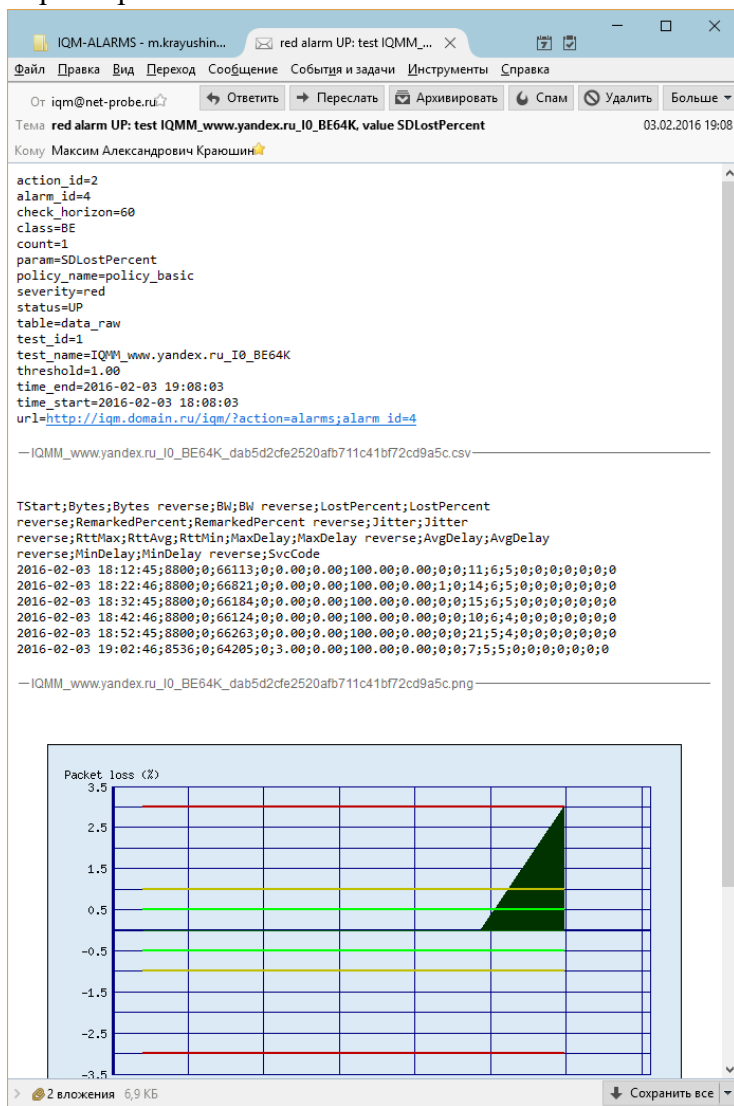 IQM-ALARMS - m.krayushin...
red alarm UP: test IQMM_...
Файл Правка Вид Переход Сообщение События и задачи Инструменты Справка
От iqm@net-probe.ru
Ответить
Переслать
Архивировать
Спам
Удалить
Больше
Тема red alarm UP: test IQMM_www.yandex.ru_I0_BE64K, value SDLostPercent
03.02.2016 19:08
Кому Максим Александрович Краюшин
action_id=2
alarm_id=4
check_horizon=60
class=BE
count=1
param=SDLostPercent
policy_name=policy_basic
severity=red
status=UP
table=data_raw
test_id=1
test_name=IQMM_www.yandex.ru_I0_BE64K
threshold=1.00
time_end=2016-02-03 19:08:03
time_start=2016-02-03 18:08:03
url=http://iqm.domain.ru/iqm/?action=alarms;alarm_id=4
IQMM_www.yandex.ru_I0_BE64K_dab5d2cfe2520afb711c41bf72cd9a5c.csv
TStart;Bytes;Bytes reverse;BW;BW reverse;LostPercent;LostPercent
reverse;RemarkedPercent;RemarkedPercent reverse;Jitter;Jitter
reverse;RttMax;RttAvg;RttMin;MaxDelay;MaxDelay reverse;AvgDelay;AvgDelay
reverse;MinDelay;MinDelay reverse;SvcCode
2016-02-03 18:12:45;8800;0;66113;0;0.00;0.00;100.00;0.00;0;0;11;6;5;0;0;0;0;0;0;0
2016-02-03 18:22:46;8800;0;66821;0;0.00;0.00;100.00;0.00;1;0;14;6;5;0;0;0;0;0;0;0
2016-02-03 18:32:45;8800;0;66184;0;0.00;0.00;100.00;0.00;0;0;15;6;5;0;0;0;0;0;0;0
2016-02-03 18:42:46;8800;0;66124;0;0.00;0.00;100.00;0.00;0;0;10;6;4;0;0;0;0;0;0;0
2016-02-03 18:52:45;8800;0;66263;0;0.00;0.00;100.00;0.00;0;0;21;5;4;0;0;0;0;0;0;0
2016-02-03 19:02:46;8536;0;64205;0;3.00;0.00;100.00;0.00;0;0;7;5;5;0;0;0;0;0;0;0
IQMM_www.yandex.ru_I0_BE64K_dab5d2cfe2520afb711c41bf72cd9a5c.png
Packet loss (%)
3.5
2.5
1.5
0.5
-0.5
-1.5
-2.5
-3.5
2 вложения 6,9 КБ
Сохранить все